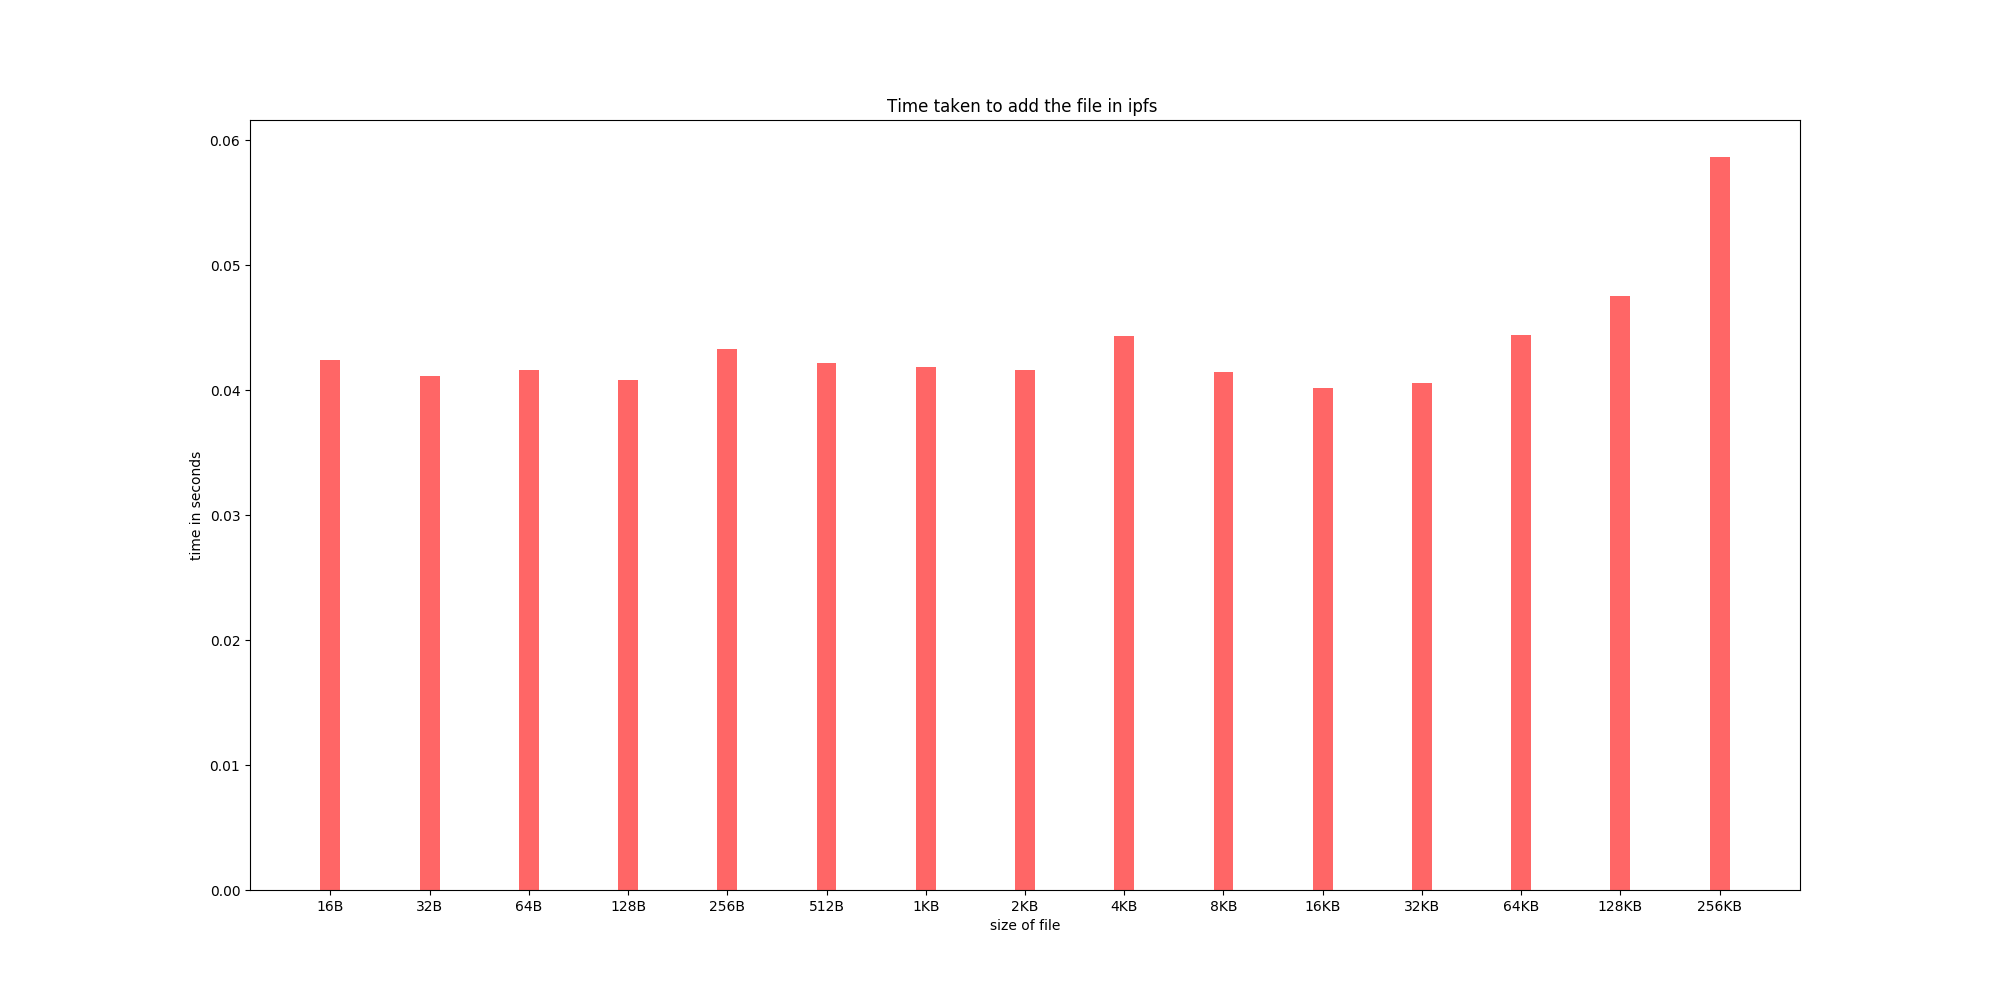 Time taken to add the file in ipfs
0.06
0.05
0.04
0.03
0.02
0.01
0.00
time in seconds
16B 32B 64B 128B 256B 512B 1KB 2KB 4KB 8KB 16KB 32KB 64KB 128KB 256KB
size of file